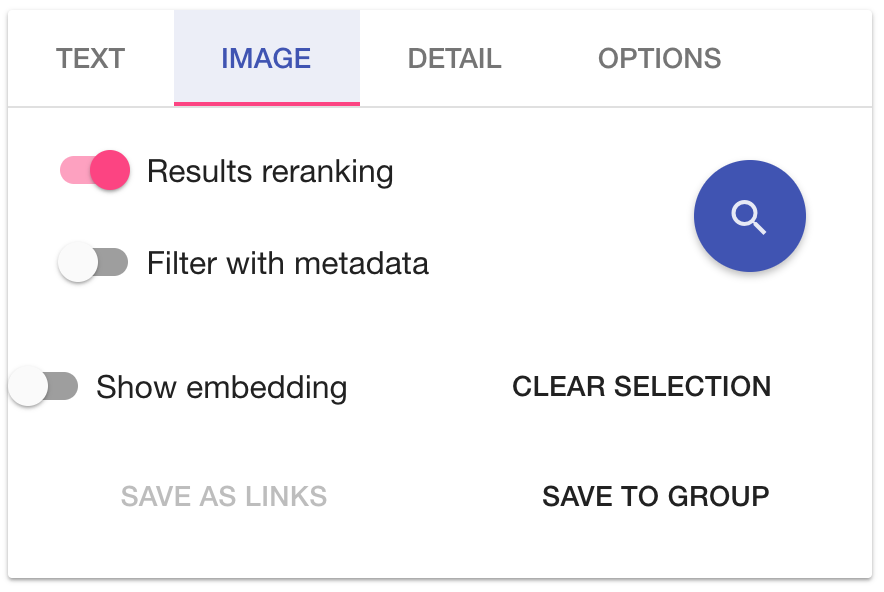 TEXT IMAGE DETAIL OPTIONS
Results reranking
Filter with metadata
Show embedding CLEAR SELECTION
SAVE AS LINKS SAVE TO GROUP